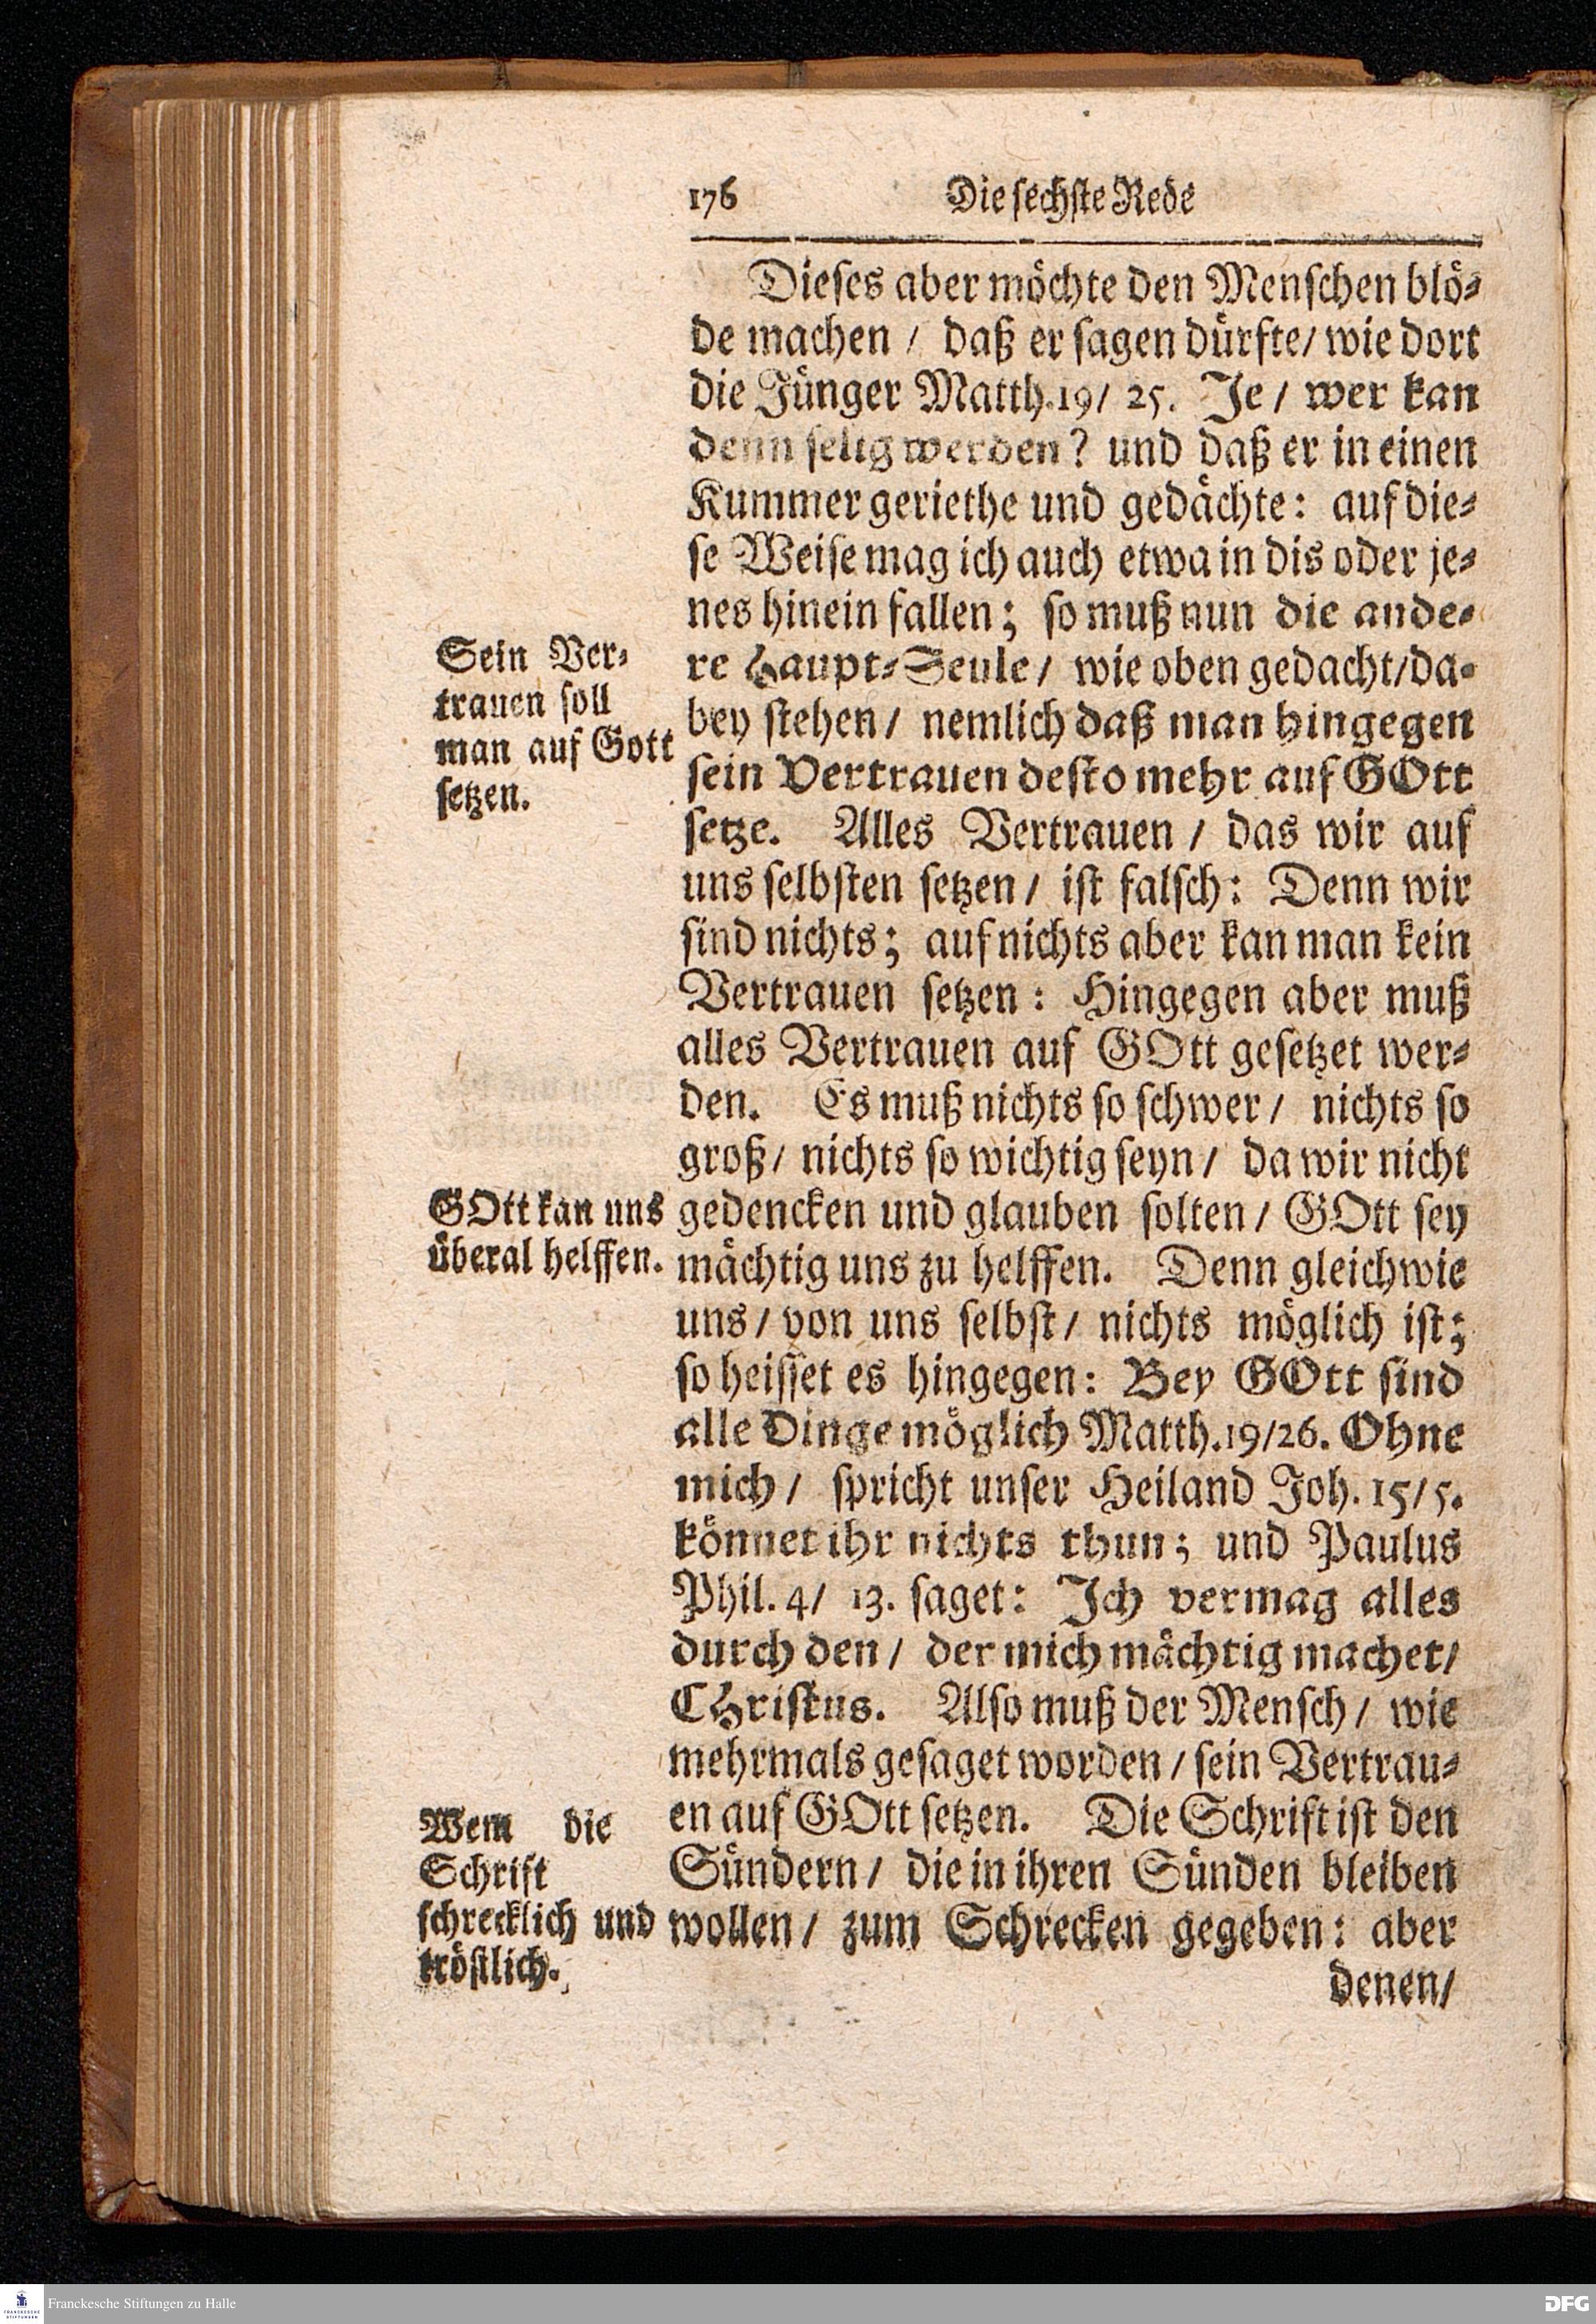 176 Die sechste Rede
Dieses aber möchte den Menschen blö-
de machen / daß er sagen dürfte / wie dort
die Jünger Matth. 19 / 25. Je / wer kan
denn selig werden? und daß er in einen
Kummer geriethe und gedächte: auf die-
se Weise mag ich auch etwa in dis oder je-
nes hinein fallen; so muß nun die ande-
re Haupt-Seule / wie oben gedacht / da-
bey stehen / nemlich daß man hingegen
sein Vertrauen desto mehr auf GOtt
setze. Alles Vertrauen / das wir auf
uns selbsten setzen / ist falsch: Denn wir
sind nichts; auf nichts aber kan man kein
Vertrauen setzen: Hingegen aber muß
alles Vertrauen auf GOtt gesetzet wer-
den. Es muß nichts so schwer / nichts so
groß / nichts so wichtig seyn / da wir nicht
gedencken und glauben solten / GOtt sey
mächtig uns zu helffen. Denn gleichwie
uns / von uns selbst / nichts möglich ist;
so heisset es hingegen: Bey GOtt sind
alle Dinge möglich Matth. 19 / 26. Ohne
mich / spricht unser Heiland Joh. 15 / 5.
könnet ihr nichts thun; und Paulus
Phil. 4 / 13. saget: Ich vermag alles
durch den / der mich mächtig machet /
CHristus. Also muß der Mensch / wie
mehrmals gesaget worden / sein Vertrau-
en auf GOtt setzen. Die Schrift ist den
Sündern / die in ihren Sünden bleiben
wollen / zum Schrecken gegeben: aber
denen /
Sein Ver-
trauen soll
man auf Gott
setzen.
GOtt kan uns
überal helffen.
Wem die
Schrift
schrecklich und
tröstlich.
Franckesche Stiftungen zu Halle
FRANCKESCHE
STIFTUNGEN
DFG